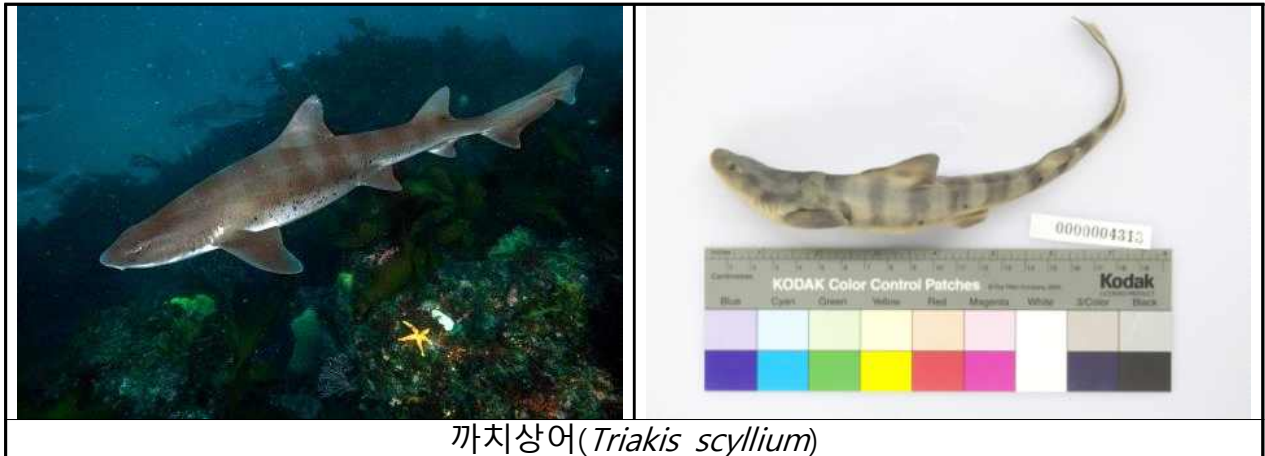 0000004313
Centimetres
KODAK Color Control Patches
Kodak
Blue Cyan Green Yellow Red Magenta White 3/Color Black
까치상어(Triakis scyllium)